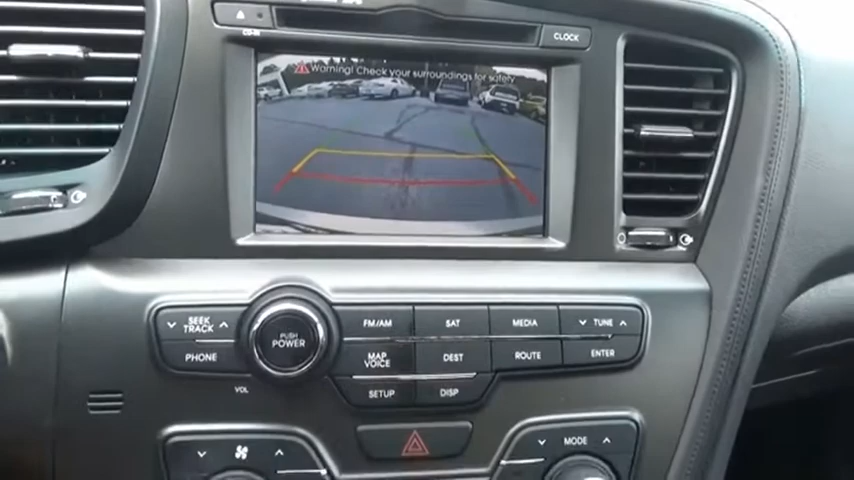 CLOCK
Warning! Check your surroundings for safety
SEEK TRACK
PHONE
PUSH
POWER
VOL
FM/AM
SAT
MEDIA
TUNE
MAP VOICE
DEST
ROUTE
ENTER
SETUP
DISP
MODE